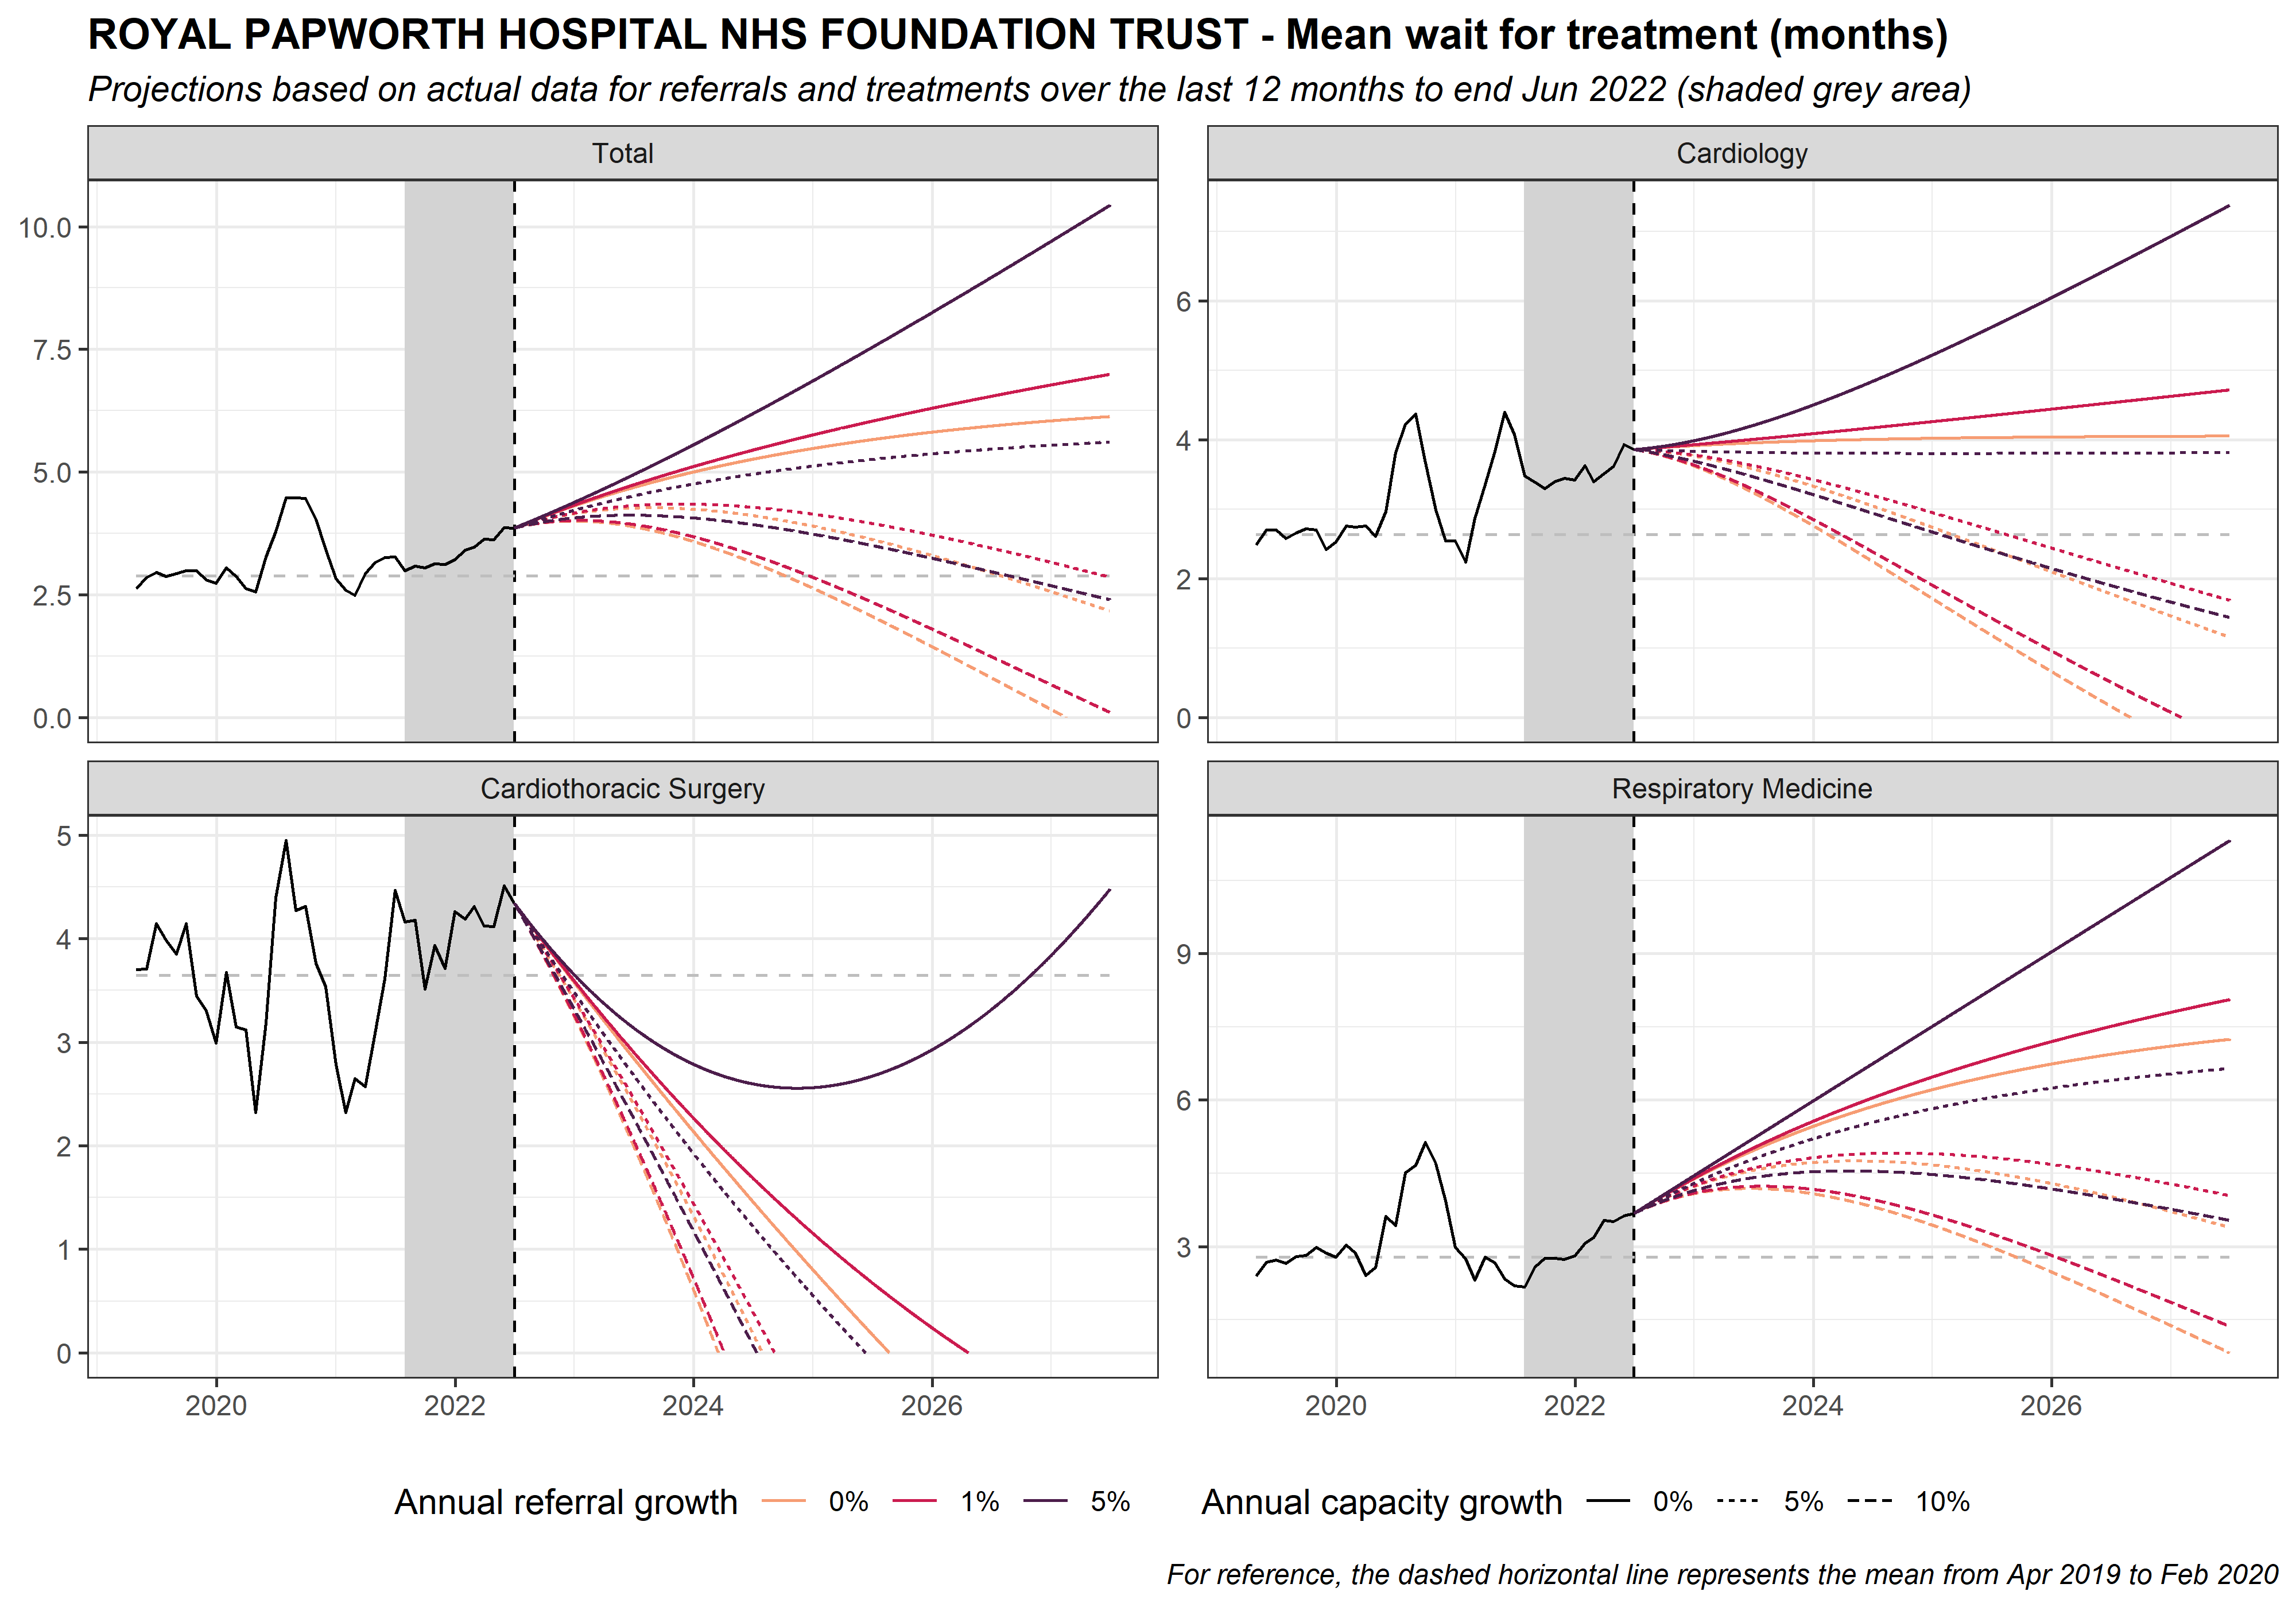 ROYAL PAPWORTH HOSPITAL NHS FOUNDATION TRUST - Mean wait for treatment (months)
Projections based on actual data for referrals and treatments over the last 12 months to end Jun 2022 (shaded grey area)
Total
10.0
7.5
5.0
2.5
0.0
Cardiology
6
4
2
0
Cardiothoracic Surgery
5
4
3
2
1
0
2020 2022 2024 2026
Respiratory Medicine
9
6
3
2020 2022 2024 2026
Annual referral growth 0% 1% 5%
Annual capacity growth 0% 5% 10%
For reference, the dashed horizontal line represents the mean from Apr 2019 to Feb 2020